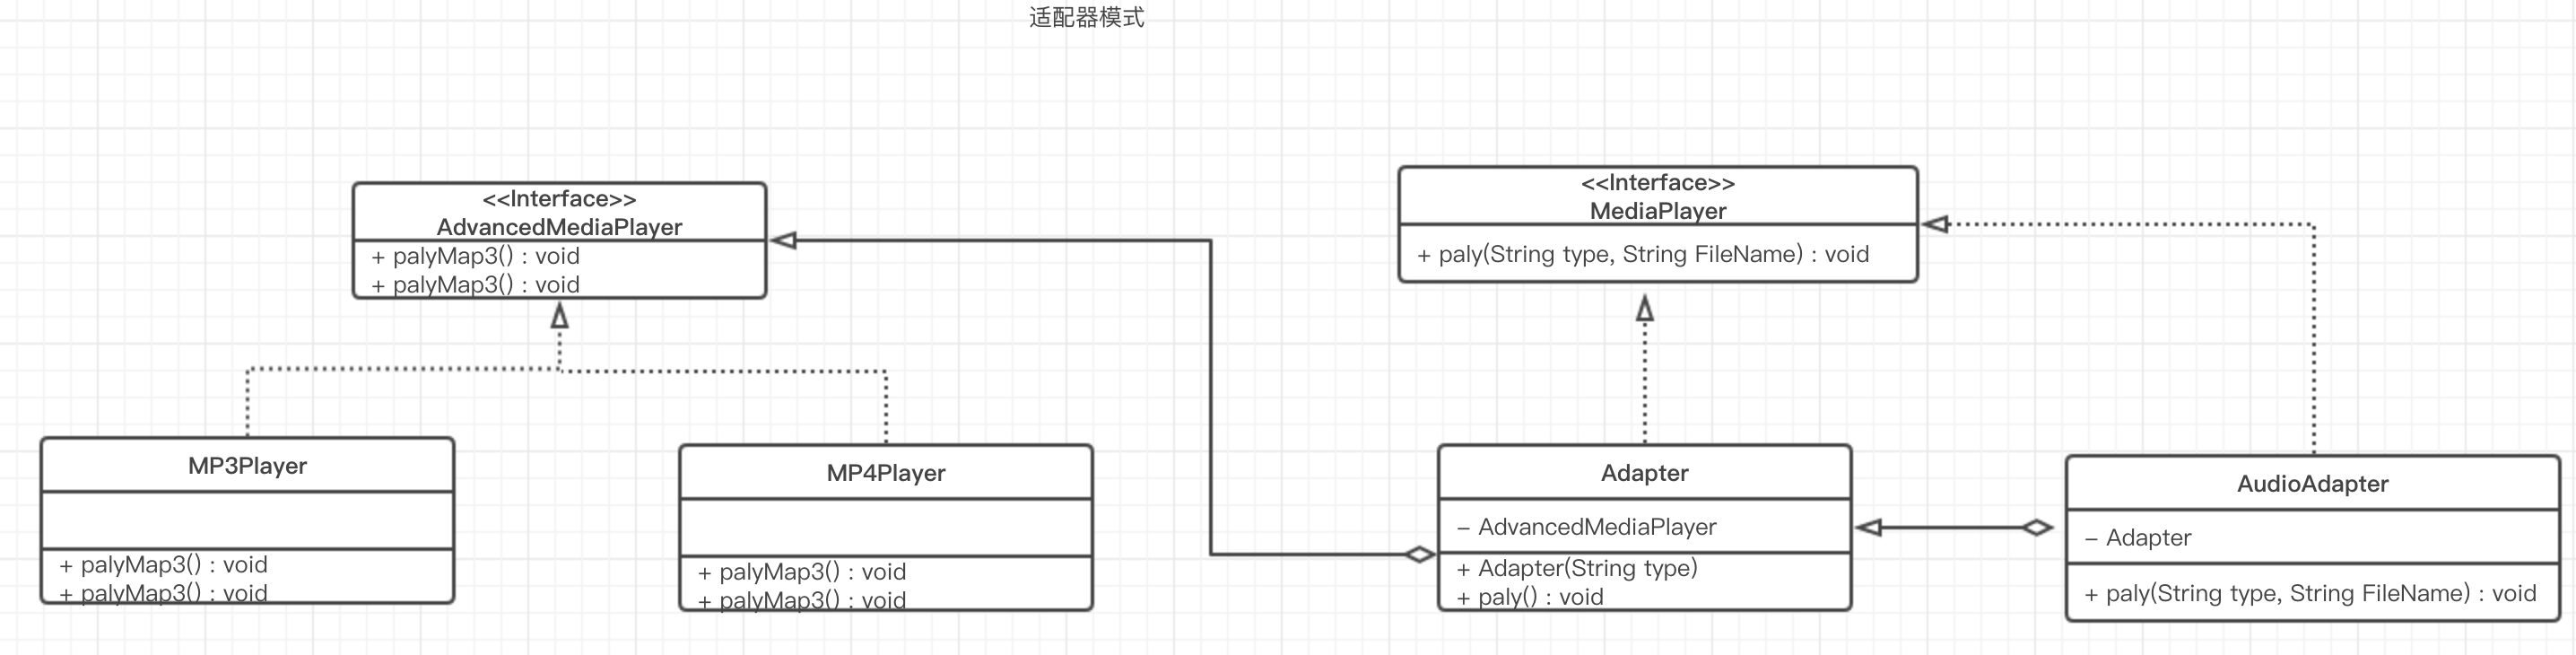 适配器模式
<<Interface>>
AdvancedMediaPlayer
+ palyMap3() : void
+ palyMap3() : void
<<Interface>>
MediaPlayer
+ paly(String type, String FileName) : void
MP3Player
+ palyMap3() : void
+ palyMap3() : void
MP4Player
+ palyMap3() : void
+ palyMap3() : void
Adapter
– AdvancedMediaPlayer
+ Adapter(String type)
+ paly() : void
AudioAdapter
– Adapter
+ paly(String type, String FileName) : void